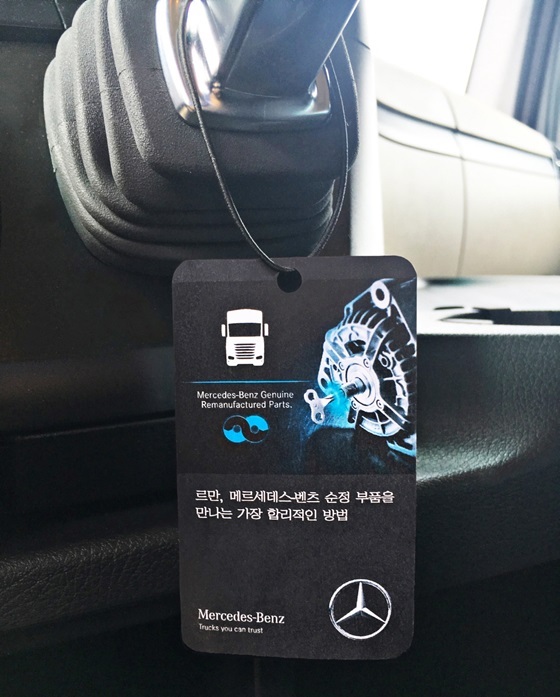 Mercedes-Benz Genuine
Remanufactured Parts.
르만, 메르세데스-벤츠 순정 부품을
만나는 가장 합리적인 방법
Mercedes-Benz
Trucks you can trust